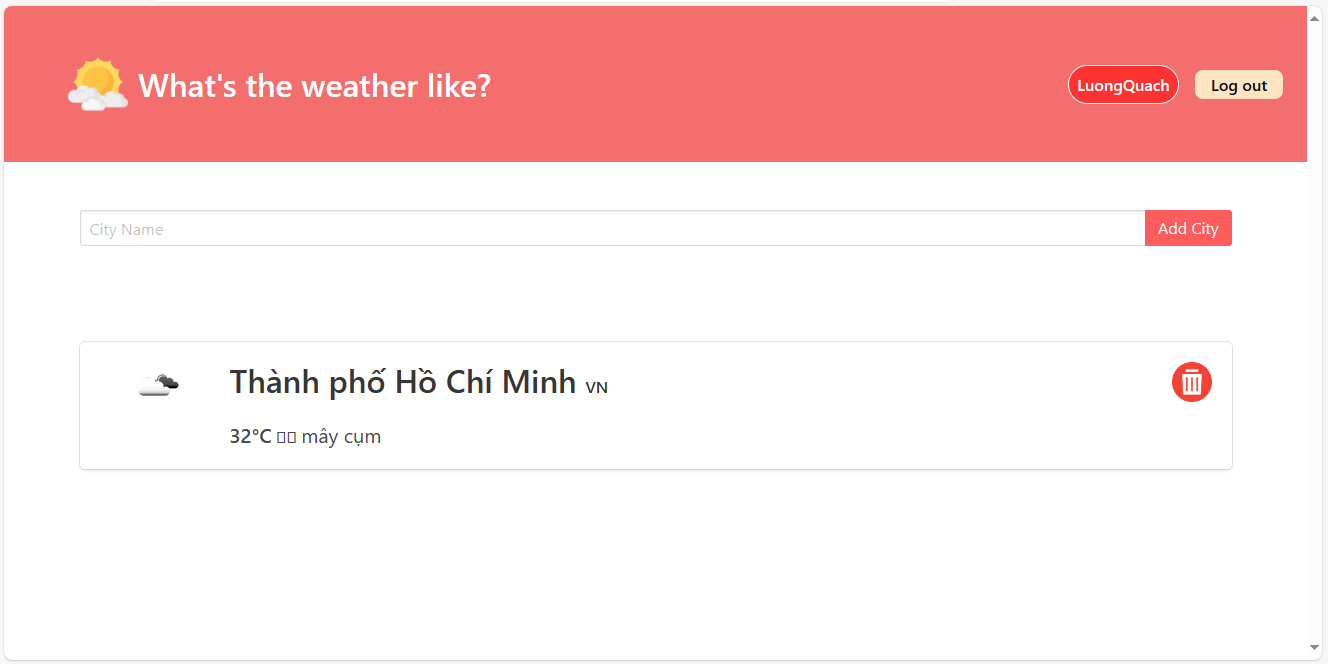 What's the weather like?
LuongQuach
Log out
City Name
Add City
Thành phố Hồ Chí Minh VN
32°C ▯▯ mây cụm